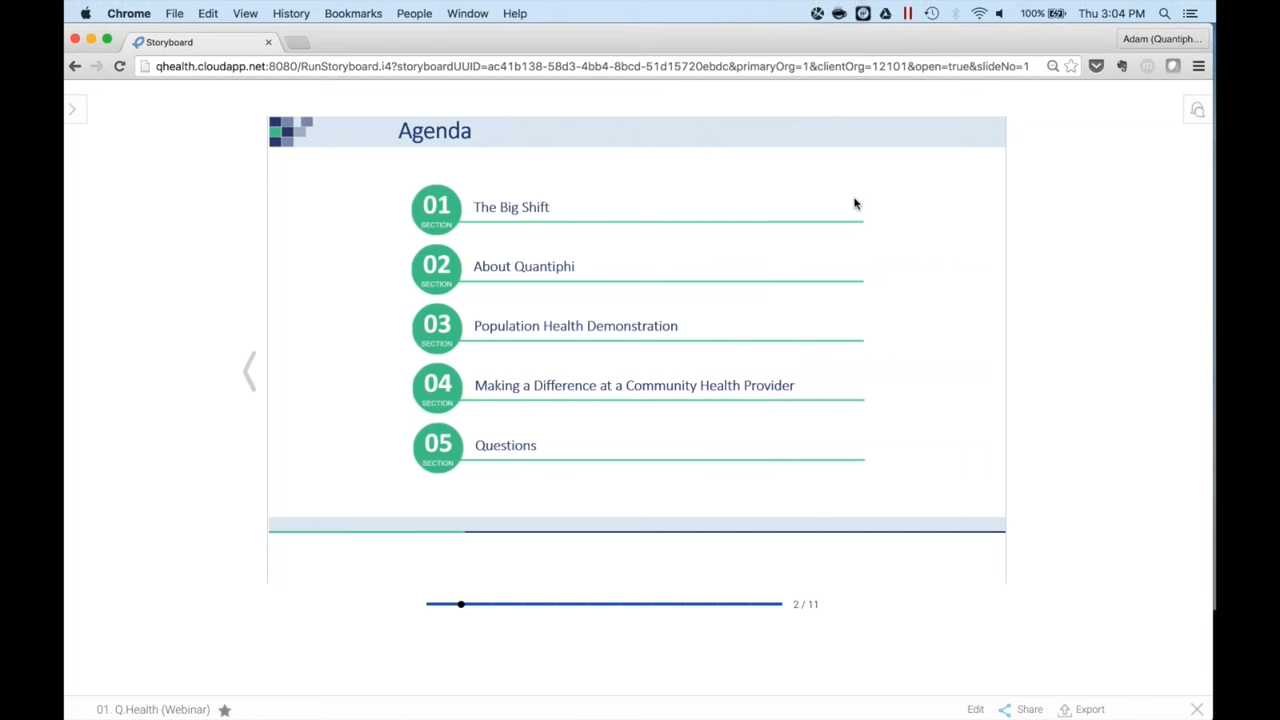 Chrome File Edit View History Bookmarks People Window Help 100% Thu 3:04 PM
Storyboard
Adam (Quantiph...
qhealth.cloudapp.net:8080/RunStoryboard.i4?storyboardUUID=ac41b138-58d3-4bb4-8bcd-51d15720ebdc&primaryOrg=1&clientOrg=12101&open=true&slideNo=1
Agenda
01 SECTION The Big Shift
02 SECTION About Quantiphi
03 SECTION Population Health Demonstration
04 SECTION Making a Difference at a Community Health Provider
05 SECTION Questions
2 / 11
01. Q.Health (Webinar) Edit Share Export